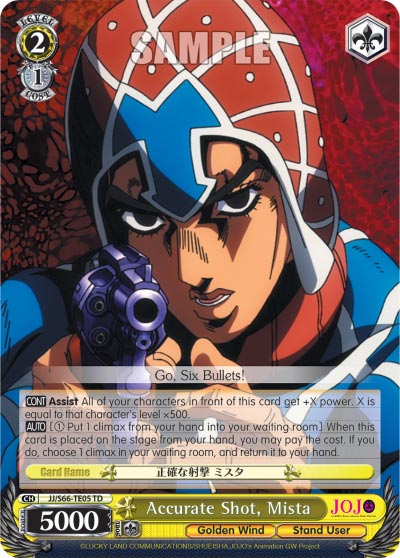 LEVEL
2
1
COST
SAMPLE
Go, Six Bullets!
CONT Assist All of your characters in front of this card get +X power. X is
equal to that character's level ×500.
AUTO [① Put 1 climax from your hand into your waiting room] When this
card is placed on the stage from your hand, you may pay the cost. If you
do, choose 1 card in your waiting room, and return it to your hand.
Card Name 正確な射撃 ミスタ
CD JJ/S66-TE05 TD
POWER 5000 SOUL Accurate Shot, Mista JOJO
Golden Wind Stand User
©LUCKY LAND COMMUNICATIONS/SHUEISHA,JOJO's Animation GW Project